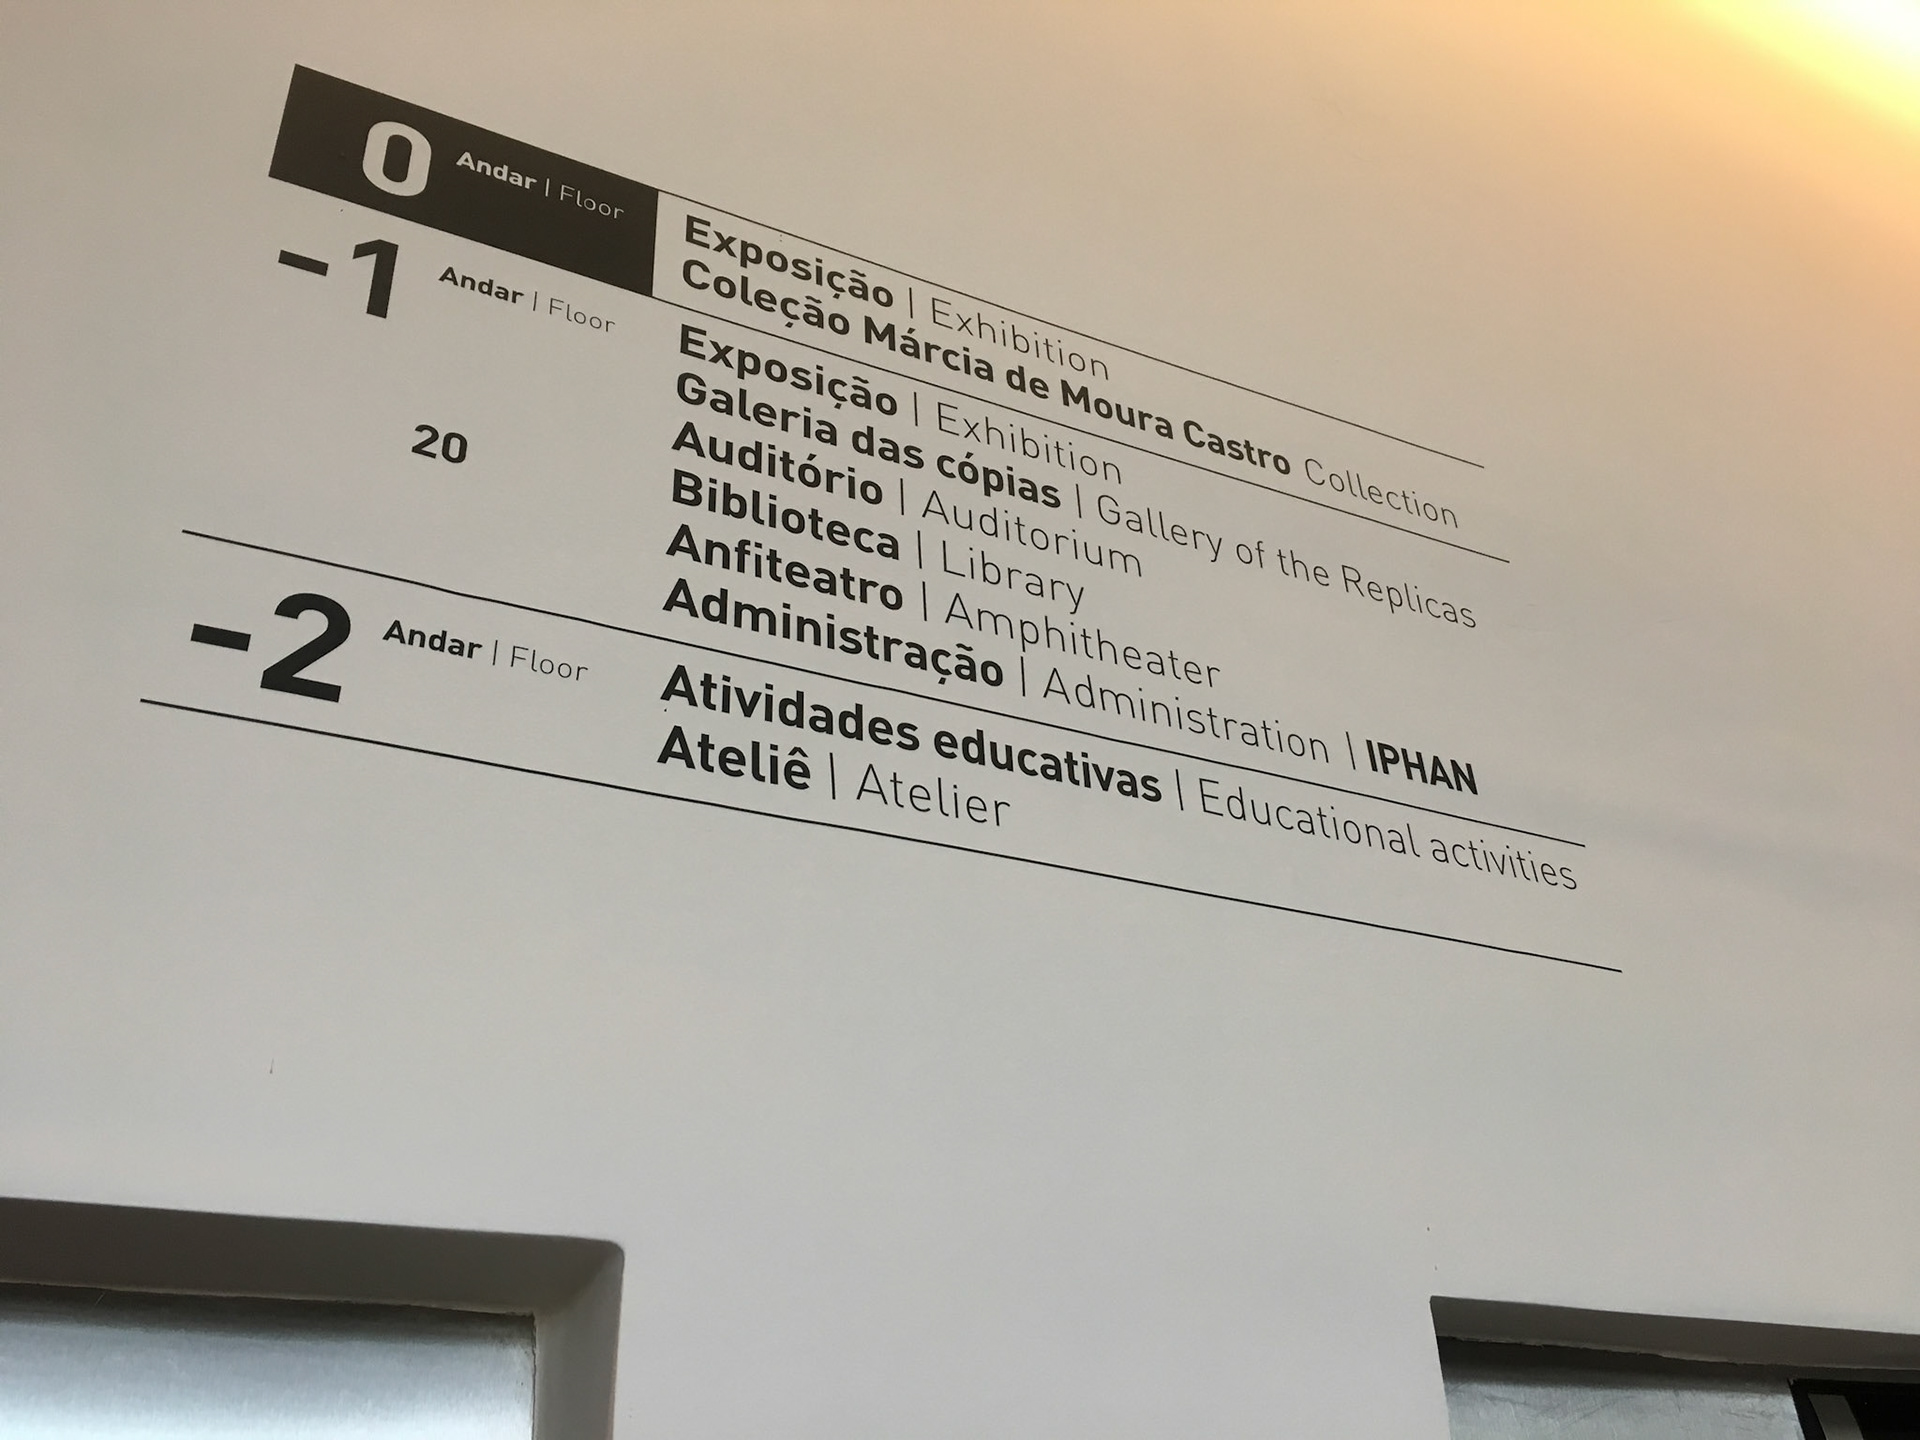 0 Andar | Floor
Exposição | Exhibition
Coleção Márcia de Moura Castro Collection
-1 Andar | Floor
Exposição | Exhibition
Galeria das cópias | Gallery of the Replicas
20
Auditório | Auditorium
Biblioteca | Library
Anfiteatro | Amphitheater
Administração | Administration | IPHAN
-2 Andar | Floor
Atividades educativas | Educational activities
Ateliê | Atelier